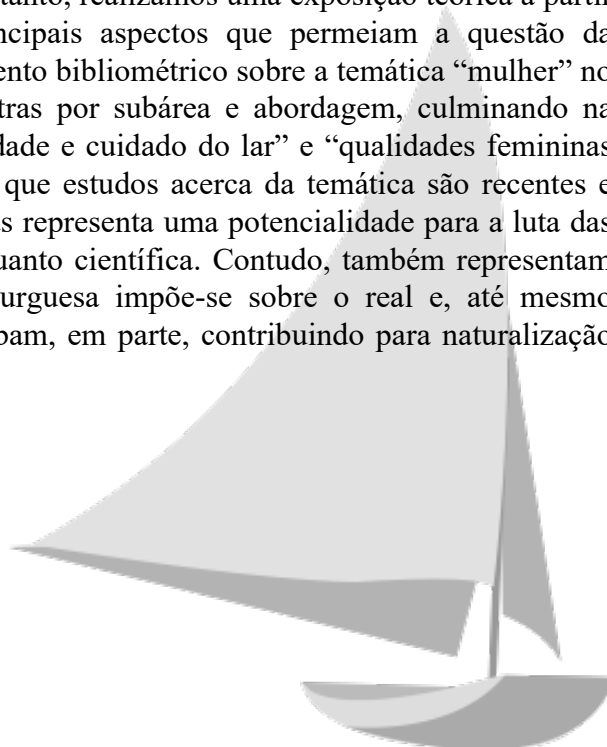 tanto, realizamos uma exposição teórica a partir
ncipais aspectos que permeiam a questão da
ento bibliométrico sobre a temática “mulher” no
tras por subárea e abordagem, culminando na
dade e cuidado do lar” e “qualidades femininas
que estudos acerca da temática são recentes e
s representa uma potencialidade para a luta das
uanto científica. Contudo, também representam
urguesa impõe-se sobre o real e, até mesmo
bam, em parte, contribuindo para naturalização